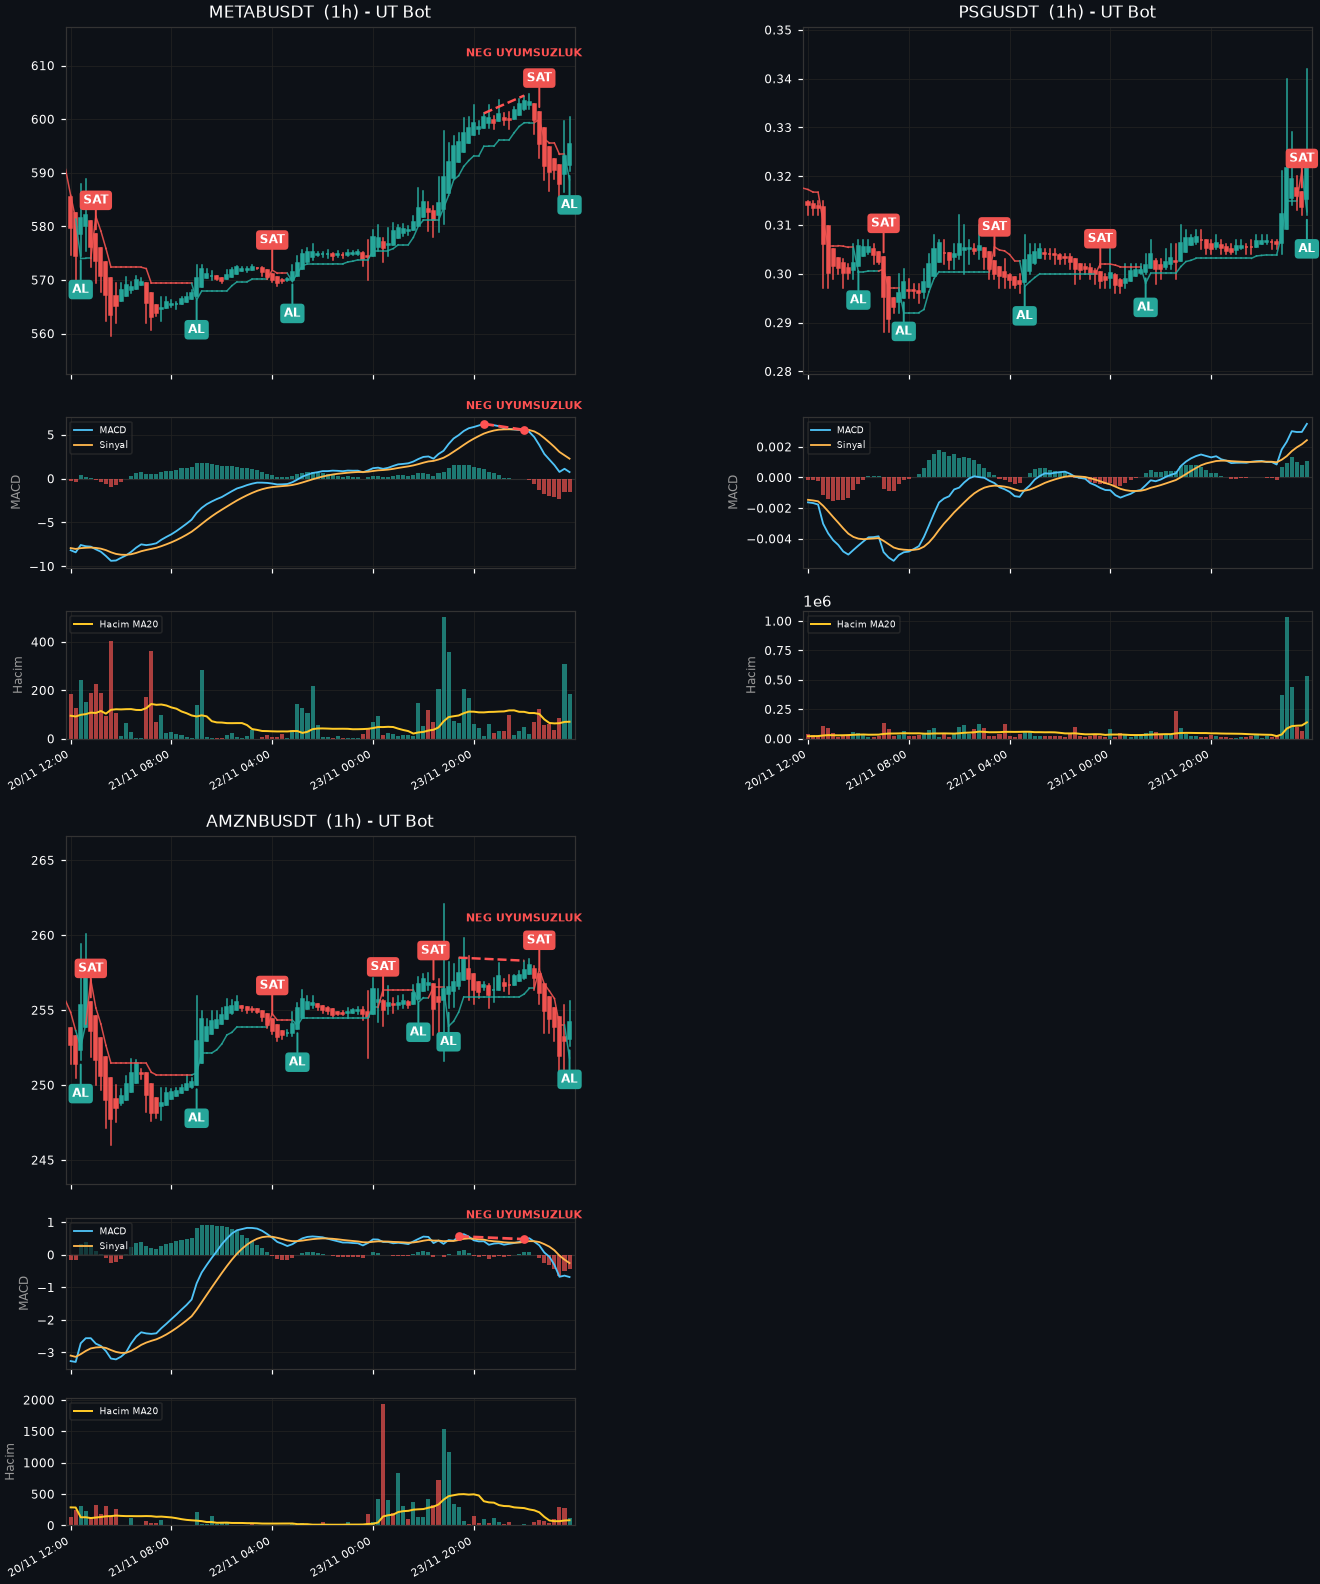 METABUSDT  (1h) - UT Bot
NEG UYUMSUZLUK
SAT
SAT
SAT
AL
AL
AL
AL
610
600
590
580
570
560
NEG UYUMSUZLUK
MACD
Sinyal
MACD
5
0
−5
−10
Hacim MA20
Hacim
400
200
0
20/11 12:00
21/11 08:00
22/11 04:00
23/11 00:00
23/11 20:00
PSGUSDT  (1h) - UT Bot
0.35
0.34
0.33
0.32
0.31
0.30
0.29
0.28
SAT
SAT
SAT
SAT
AL
AL
AL
AL
AL
MACD
Sinyal
MACD
0.002
0.000
−0.002
−0.004
1e6
Hacim MA20
Hacim
1.00
0.75
0.50
0.25
0.00
20/11 12:00
21/11 08:00
22/11 04:00
23/11 00:00
23/11 20:00
AMZNBUSDT  (1h) - UT Bot
265
260
255
250
245
NEG UYUMSUZLUK
SAT
SAT
SAT
SAT
SAT
AL
AL
AL
AL
AL
AL
NEG UYUMSUZLUK
MACD
Sinyal
MACD
1
0
−1
−2
−3
Hacim MA20
Hacim
2000
1500
1000
500
0
20/11 12:00
21/11 08:00
22/11 04:00
23/11 00:00
23/11 20:00